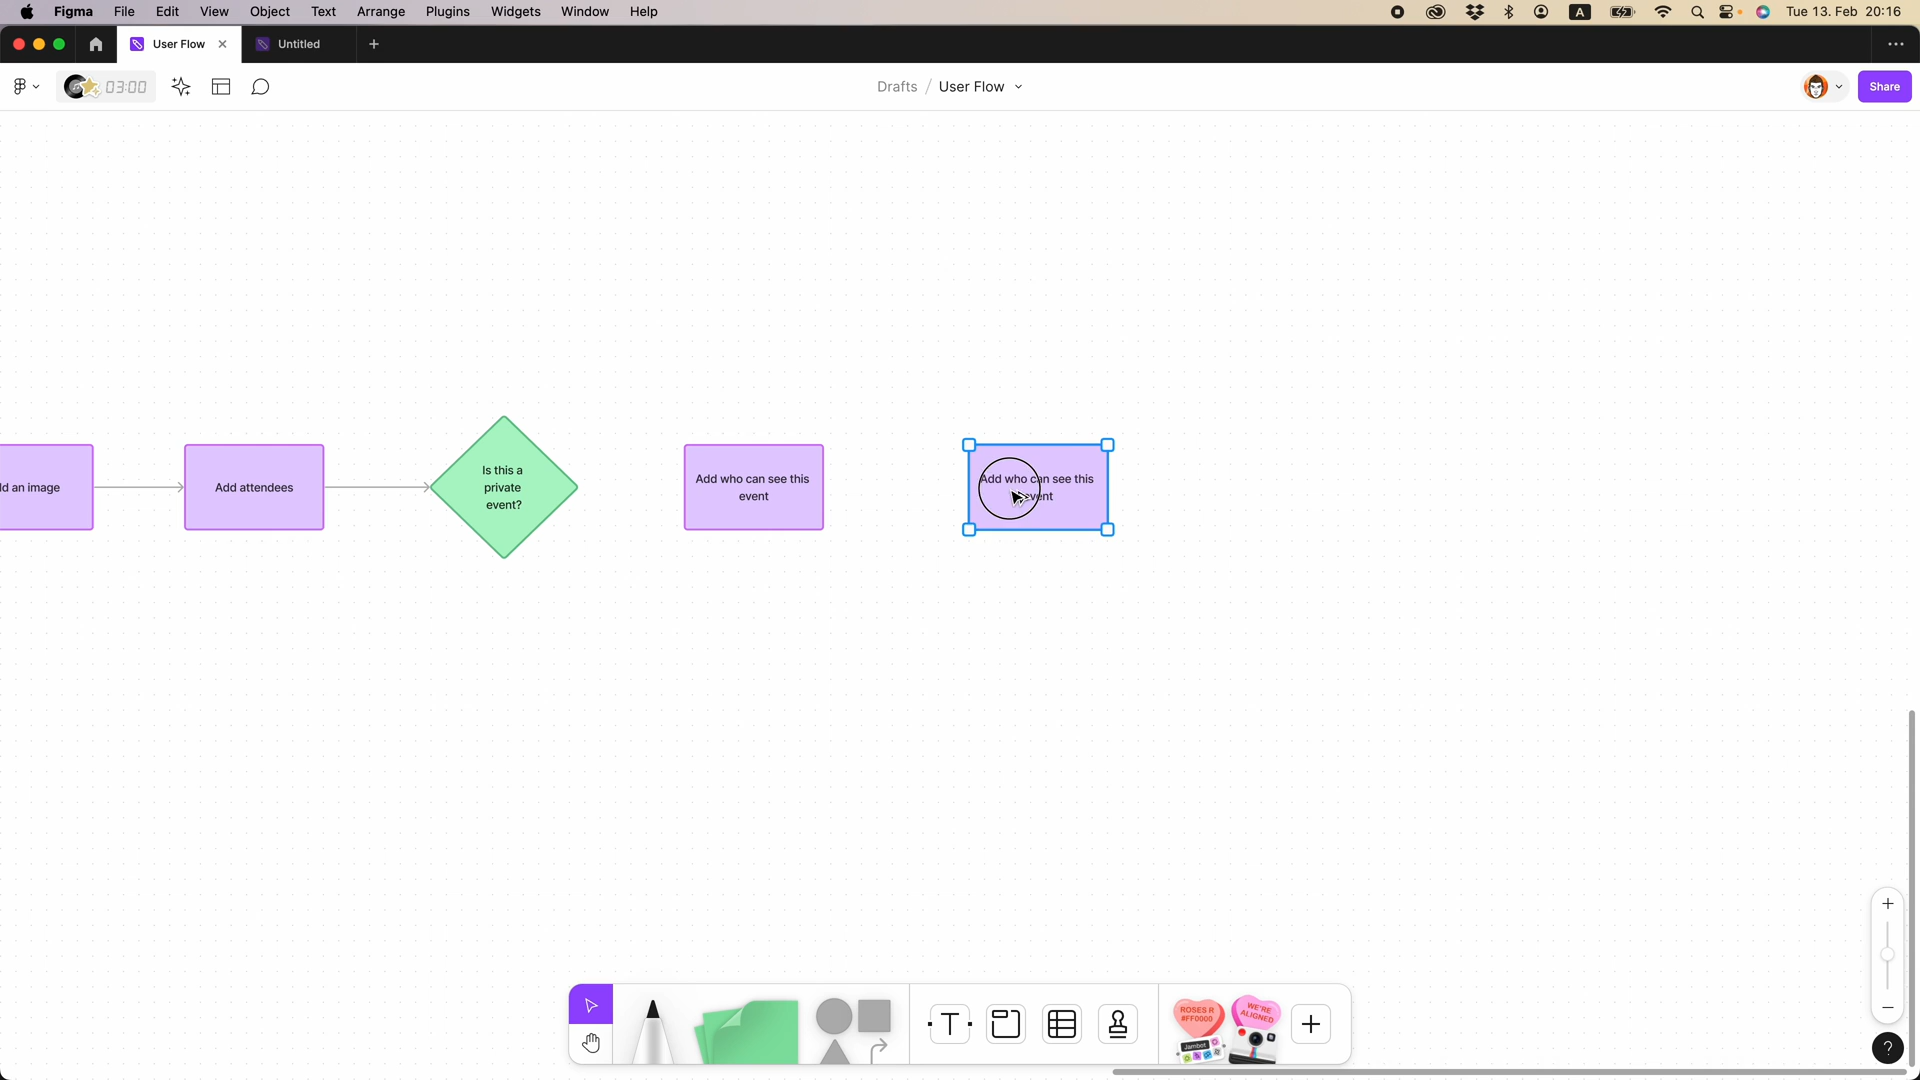 Figma File Edit View Object Text Arrange Plugins Widgets Window Help A Tue 13. Feb 20:16
User Flow Untitled
03:00 Drafts / User Flow Share
Is this a
private
event?
d an image
Add attendees
Add who can see this
event
Add who can see this
event
T
ROSES R
#FF0000
WE'RE
ALIGNED
Jambot
?